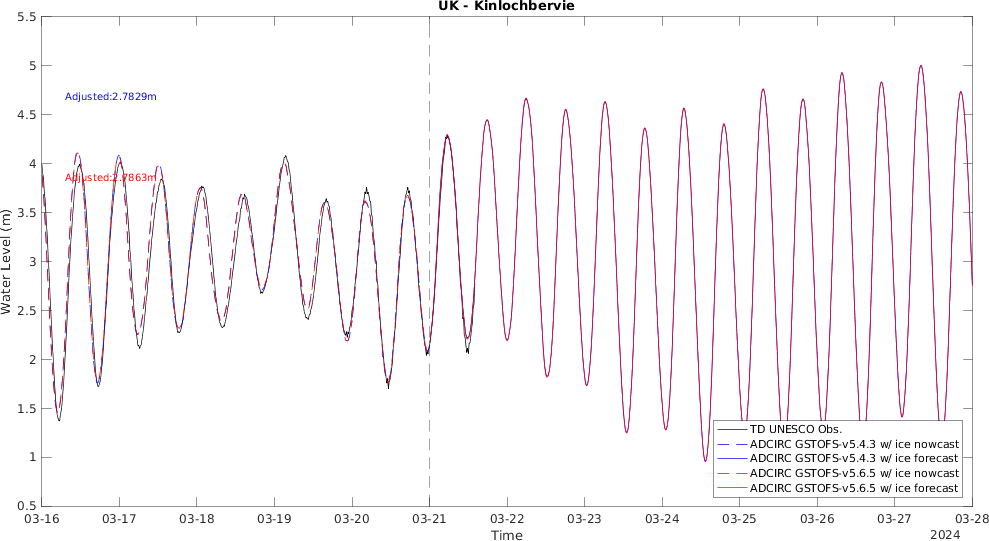 UK - Kinlochbervie
5.5
5
4.5
4
3.5
3
2.5
2
1.5
1
0.5
Water Level (m)
Adjusted:2.7829m
Adjusted:2.7863m
TD UNESCO Obs.
ADCIRC GSTOFS-v5.4.3 w/ ice nowcast
ADCIRC GSTOFS-v5.4.3 w/ ice forecast
ADCIRC GSTOFS-v5.6.5 w/ ice nowcast
ADCIRC GSTOFS-v5.6.5 w/ ice forecast
03-16 03-17 03-18 03-19 03-20 03-21 03-22 03-23 03-24 03-25 03-26 03-27 03-28
Time
2024